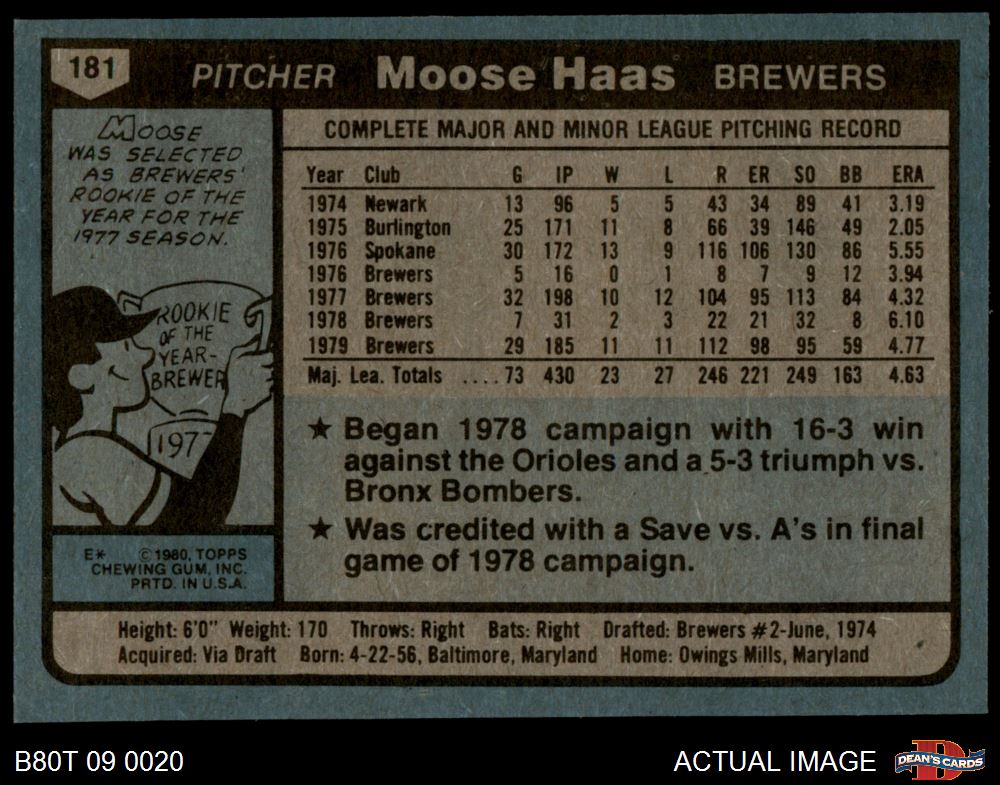 181
PITCHER Moose Haas BREWERS
MOOSE
WAS SELECTED
AS BREWERS'
ROOKIE OF THE
YEAR FOR THE
1977 SEASON.
ROOKIE
OF THE
YEAR-
BREWER
1977
E* © 1980, TOPPS
CHEWING GUM, INC.
PRTD. IN U.S.A.
COMPLETE MAJOR AND MINOR LEAGUE PITCHING RECORD
Year Club G IP W L R ER SO BB ERA
1974 Newark 13 96 5 5 43 34 89 41 3.19
1975 Burlington 25 171 11 8 66 39 146 49 2.05
1976 Spokane 30 172 13 9 116 106 130 86 5.55
1976 Brewers 5 16 0 1 8 7 9 12 3.94
1977 Brewers 32 198 10 12 104 95 113 84 4.32
1978 Brewers 7 31 2 3 22 21 32 8 6.10
1979 Brewers 29 185 11 11 112 98 95 59 4.77
Maj. Lea. Totals ....73 430 23 27 246 221 249 163 4.63
★ Began 1978 campaign with 16-3 win
against the Orioles and a 5-3 triumph vs.
Bronx Bombers.
★ Was credited with a Save vs. A's in final
game of 1978 campaign.
Height: 6'0" Weight: 170 Throws: Right Bats: Right Drafted: Brewers #2-June, 1974
Acquired: Via Draft Born: 4-22-56, Baltimore, Maryland Home: Owings Mills, Maryland
B80T 09 0020
ACTUAL IMAGE
DEAN'S CARDS